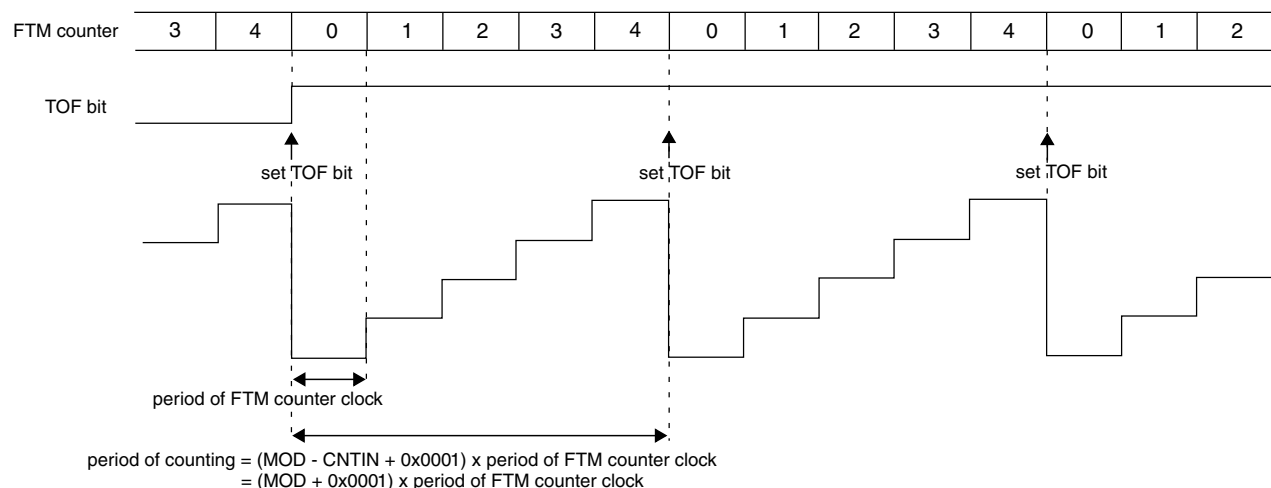 FTM counter 3 4 0 1 2 3 4 0 1 2 3 4 0 1 2
TOF bit
set TOF bit set TOF bit set TOF bit
period of FTM counter clock
period of counting = (MOD - CNTIN + 0x0001) x period of FTM counter clock
= (MOD + 0x0001) x period of FTM counter clock